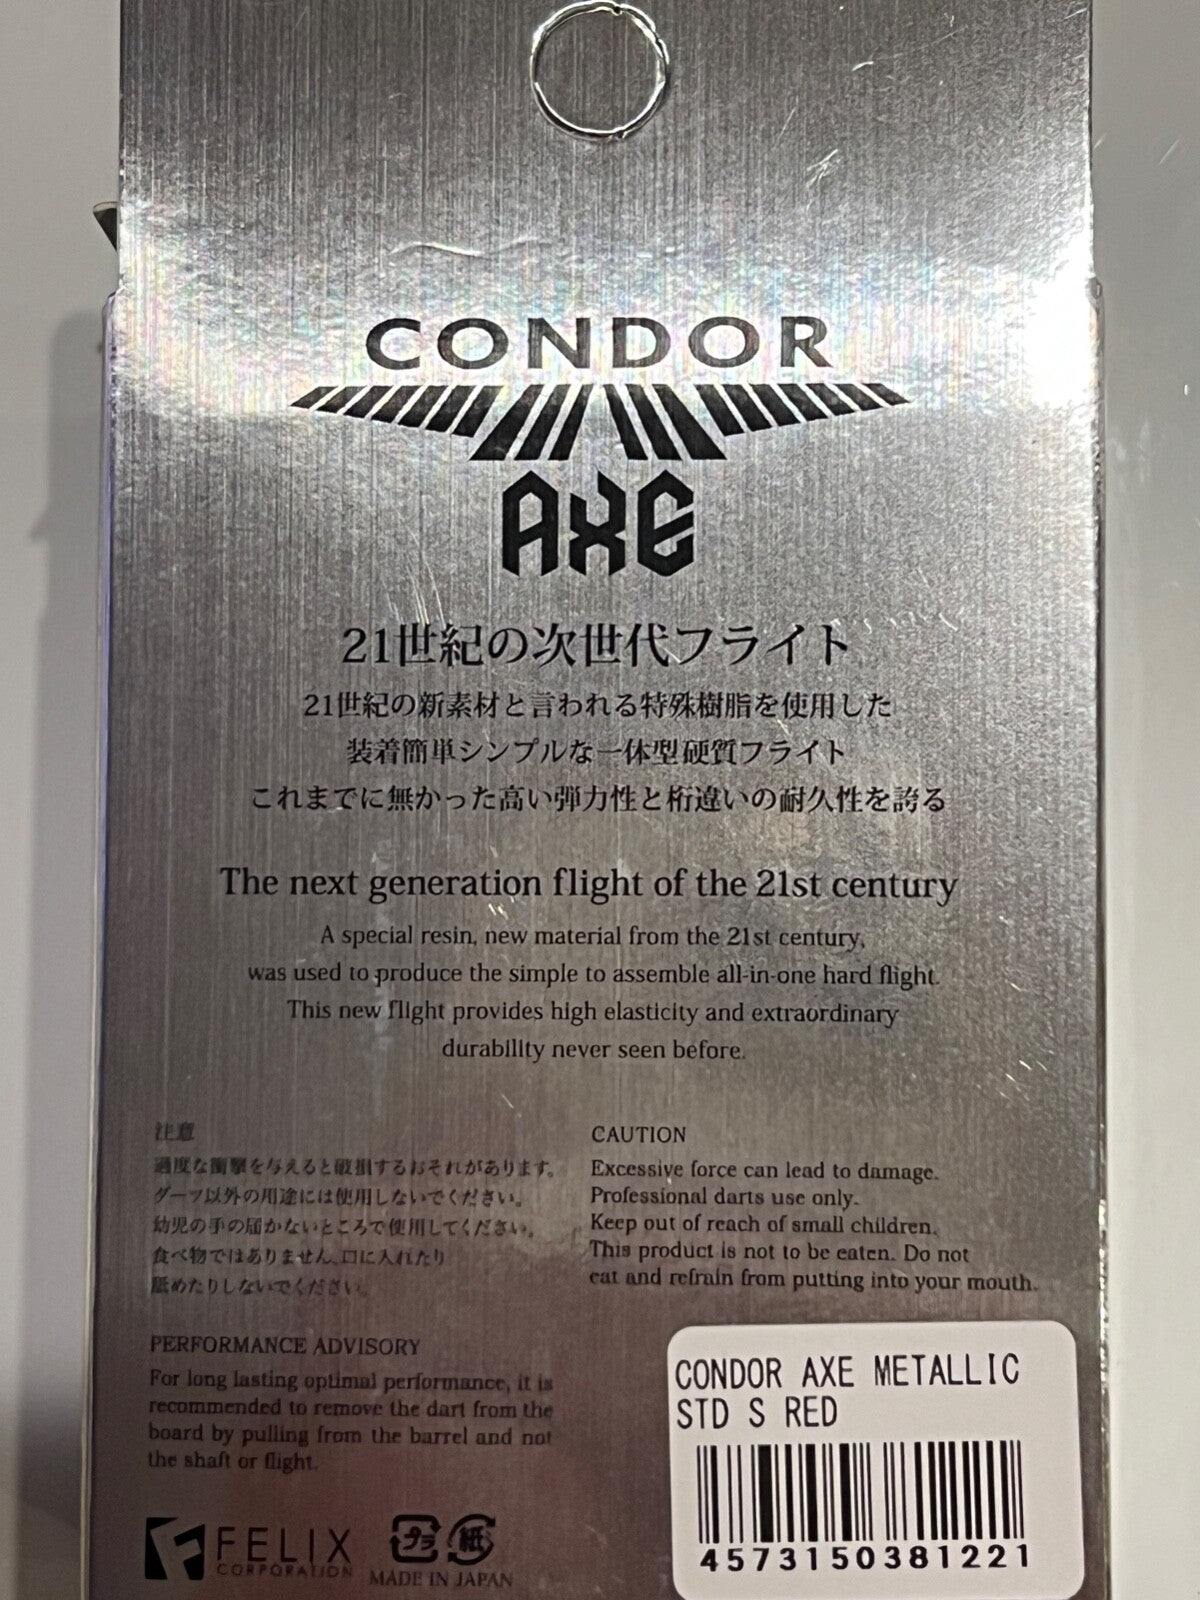 CONDOR
AXE
21世紀の次世代フライト
21世紀の新素材と言われる特殊樹脂を使用した
装着簡単シンプルな一体型硬質フライト
これまでに無かった高い弾力性と桁違いの耐久性を誇る
The next generation flight of the 21st century
A special resin, new material from the 21st century,
was used to produce the simple to assemble all-in-one hard flight.
This new flight provides high elasticity and extraordinary
durability never seen before.
注意
過度な衝撃を与えると破損するおそれがあります。
ダーツ以外の用途には使用しないでください。
幼児の手の届かないところで使用してください。
食べ物ではありません、口に入れたり
舐めたりしないでください。
CAUTION
Excessive force can lead to damage.
Professional darts use only.
Keep out of reach of small children.
This product is not to be eaten. Do not
eat and refrain from putting into your mouth.
PERFORMANCE ADVISORY
For long lasting optimal performance, it is
recommended to remove the dart from the
board by pulling from the barrel and not
the shaft or flight.
FELIX
CORPORATION
プラ 紙
MADE IN JAPAN
CONDOR AXE METALLIC
STD S RED
4573150381221